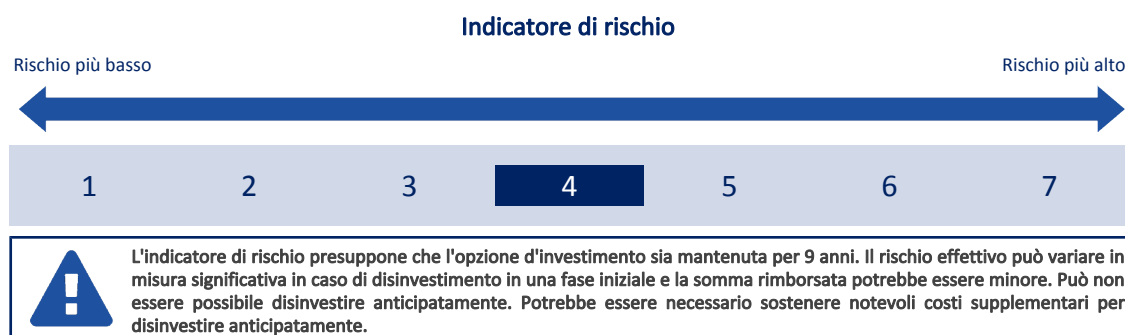 Indicatore di rischio
Rischio più basso
Rischio più alto
1 2 3 4 5 6 7
L'indicatore di rischio presuppone che l'opzione d'investimento sia mantenuta per 9 anni. Il rischio effettivo può variare in
misura significativa in caso di disinvestimento in una fase iniziale e la somma rimborsata potrebbe essere minore. Può non
essere possibile disinvestire anticipatamente. Potrebbe essere necessario sostenere notevoli costi supplementari per
disinvestire anticipatamente.